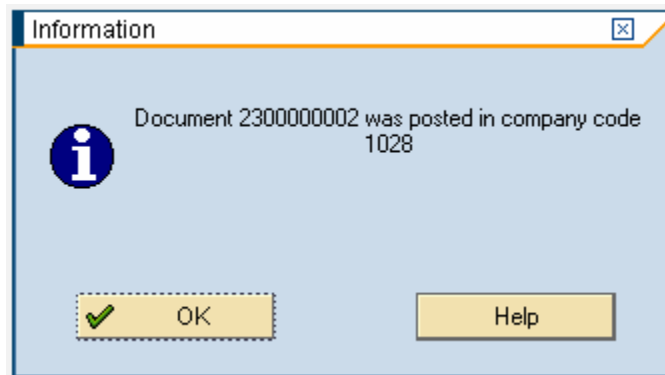 Information
Document 2300000002 was posted in company code
1028
OK
Help